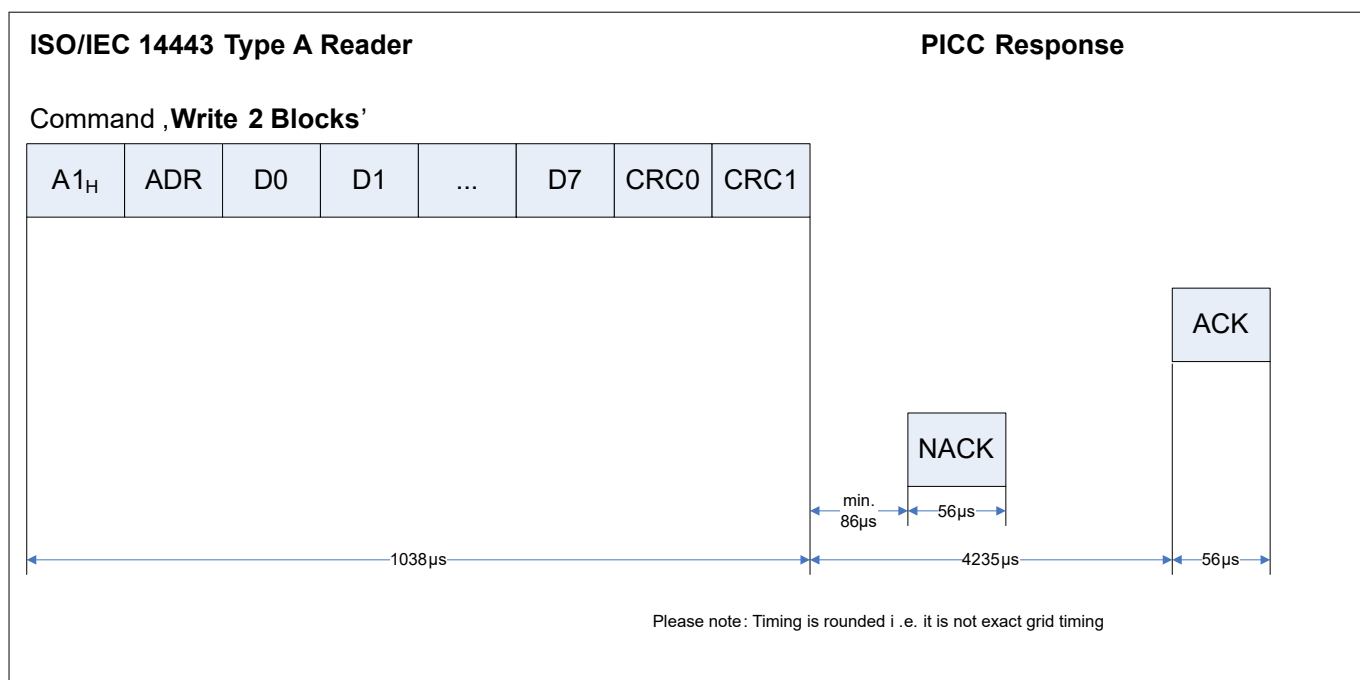 ISO/IEC 14443 Type A Reader
PICC Response
Command ‚Write 2 Blocks’
A1H ADR D0 D1 ... D7 CRC0 CRC1
ACK
NACK
min.
86µs
56µs
1038µs
4235µs
56µs
Please note: Timing is rounded i .e. it is not exact grid timing